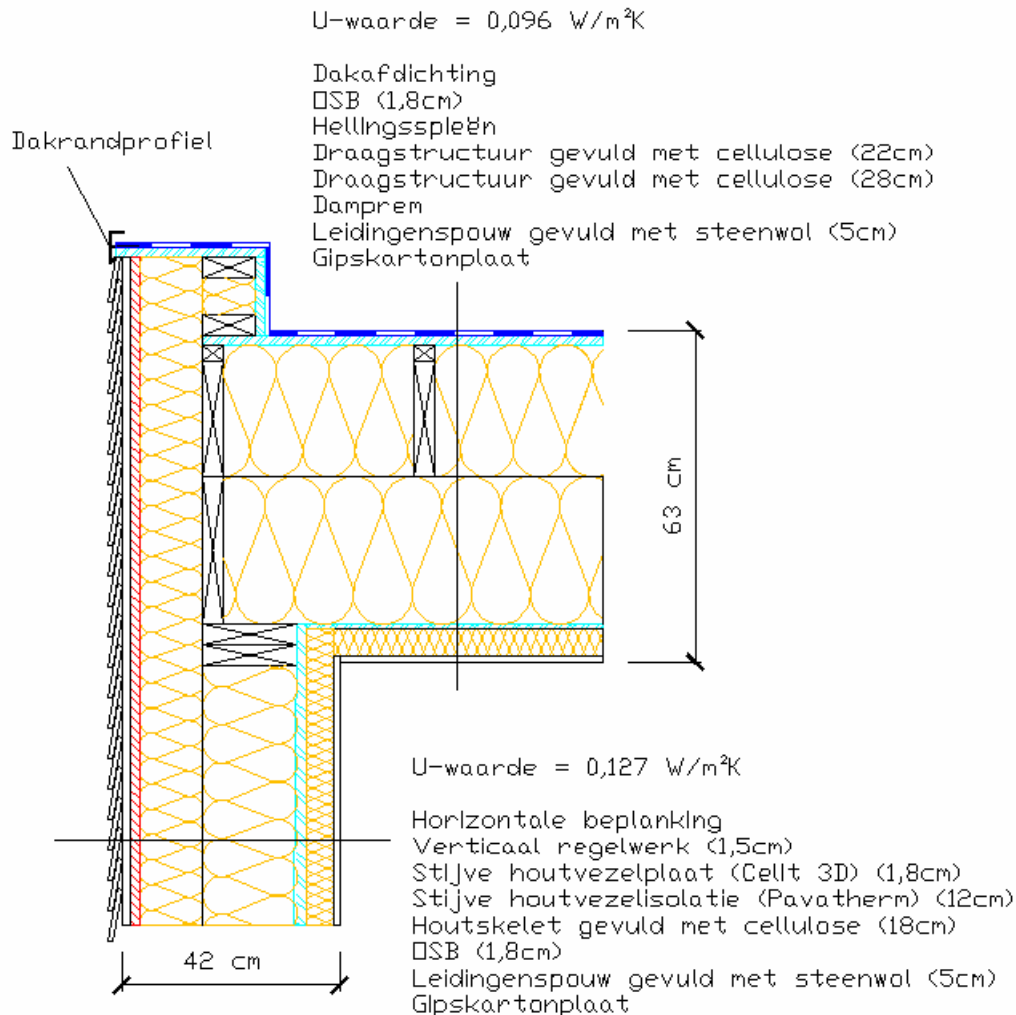 U-waarde = 0,096 W/m²K
Dakafdichting
OSB (1,8cm)
Hellingsspieën
Draagstructuur gevuld met cellulose (22cm)
Draagstructuur gevuld met cellulose (28cm)
Damprem
Leidingenspouw gevuld met steenwol (5cm)
Gipskartonplaat
Dakrandprofiel
63 cm
U-waarde = 0,127 W/m²K
Horizontale beplanking
Verticaal regelwerk (1,5cm)
Stijve houtvezelplaat (Celit 3D) (1,8cm)
Stijve houtvezelisolatie (Pavatherm) (12cm)
Houtskelet gevuld met cellulose (18cm)
OSB (1,8cm)
Leidingenspouw gevuld met steenwol (5cm)
Gipskartonplaat
42 cm